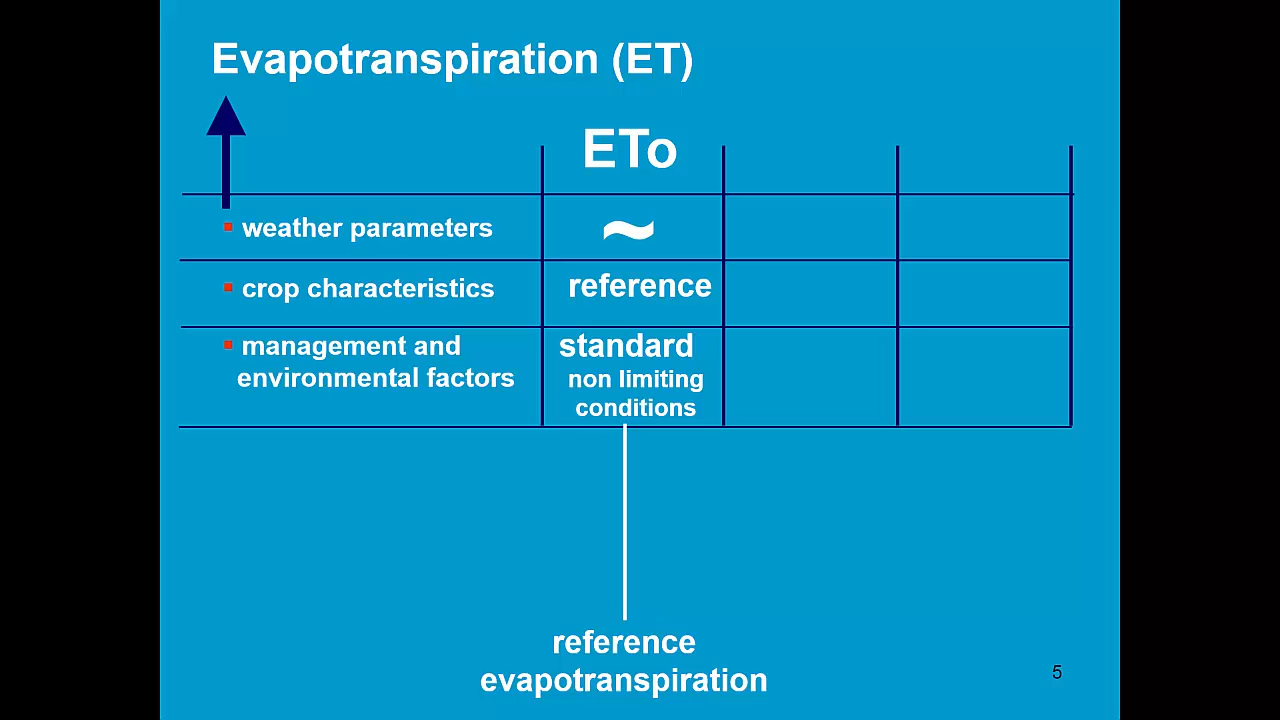 Evapotranspiration (ET)
ETo
weather parameters
~
crop characteristics
reference
management and
environmental factors
standard
non limiting
conditions
reference
evapotranspiration
5